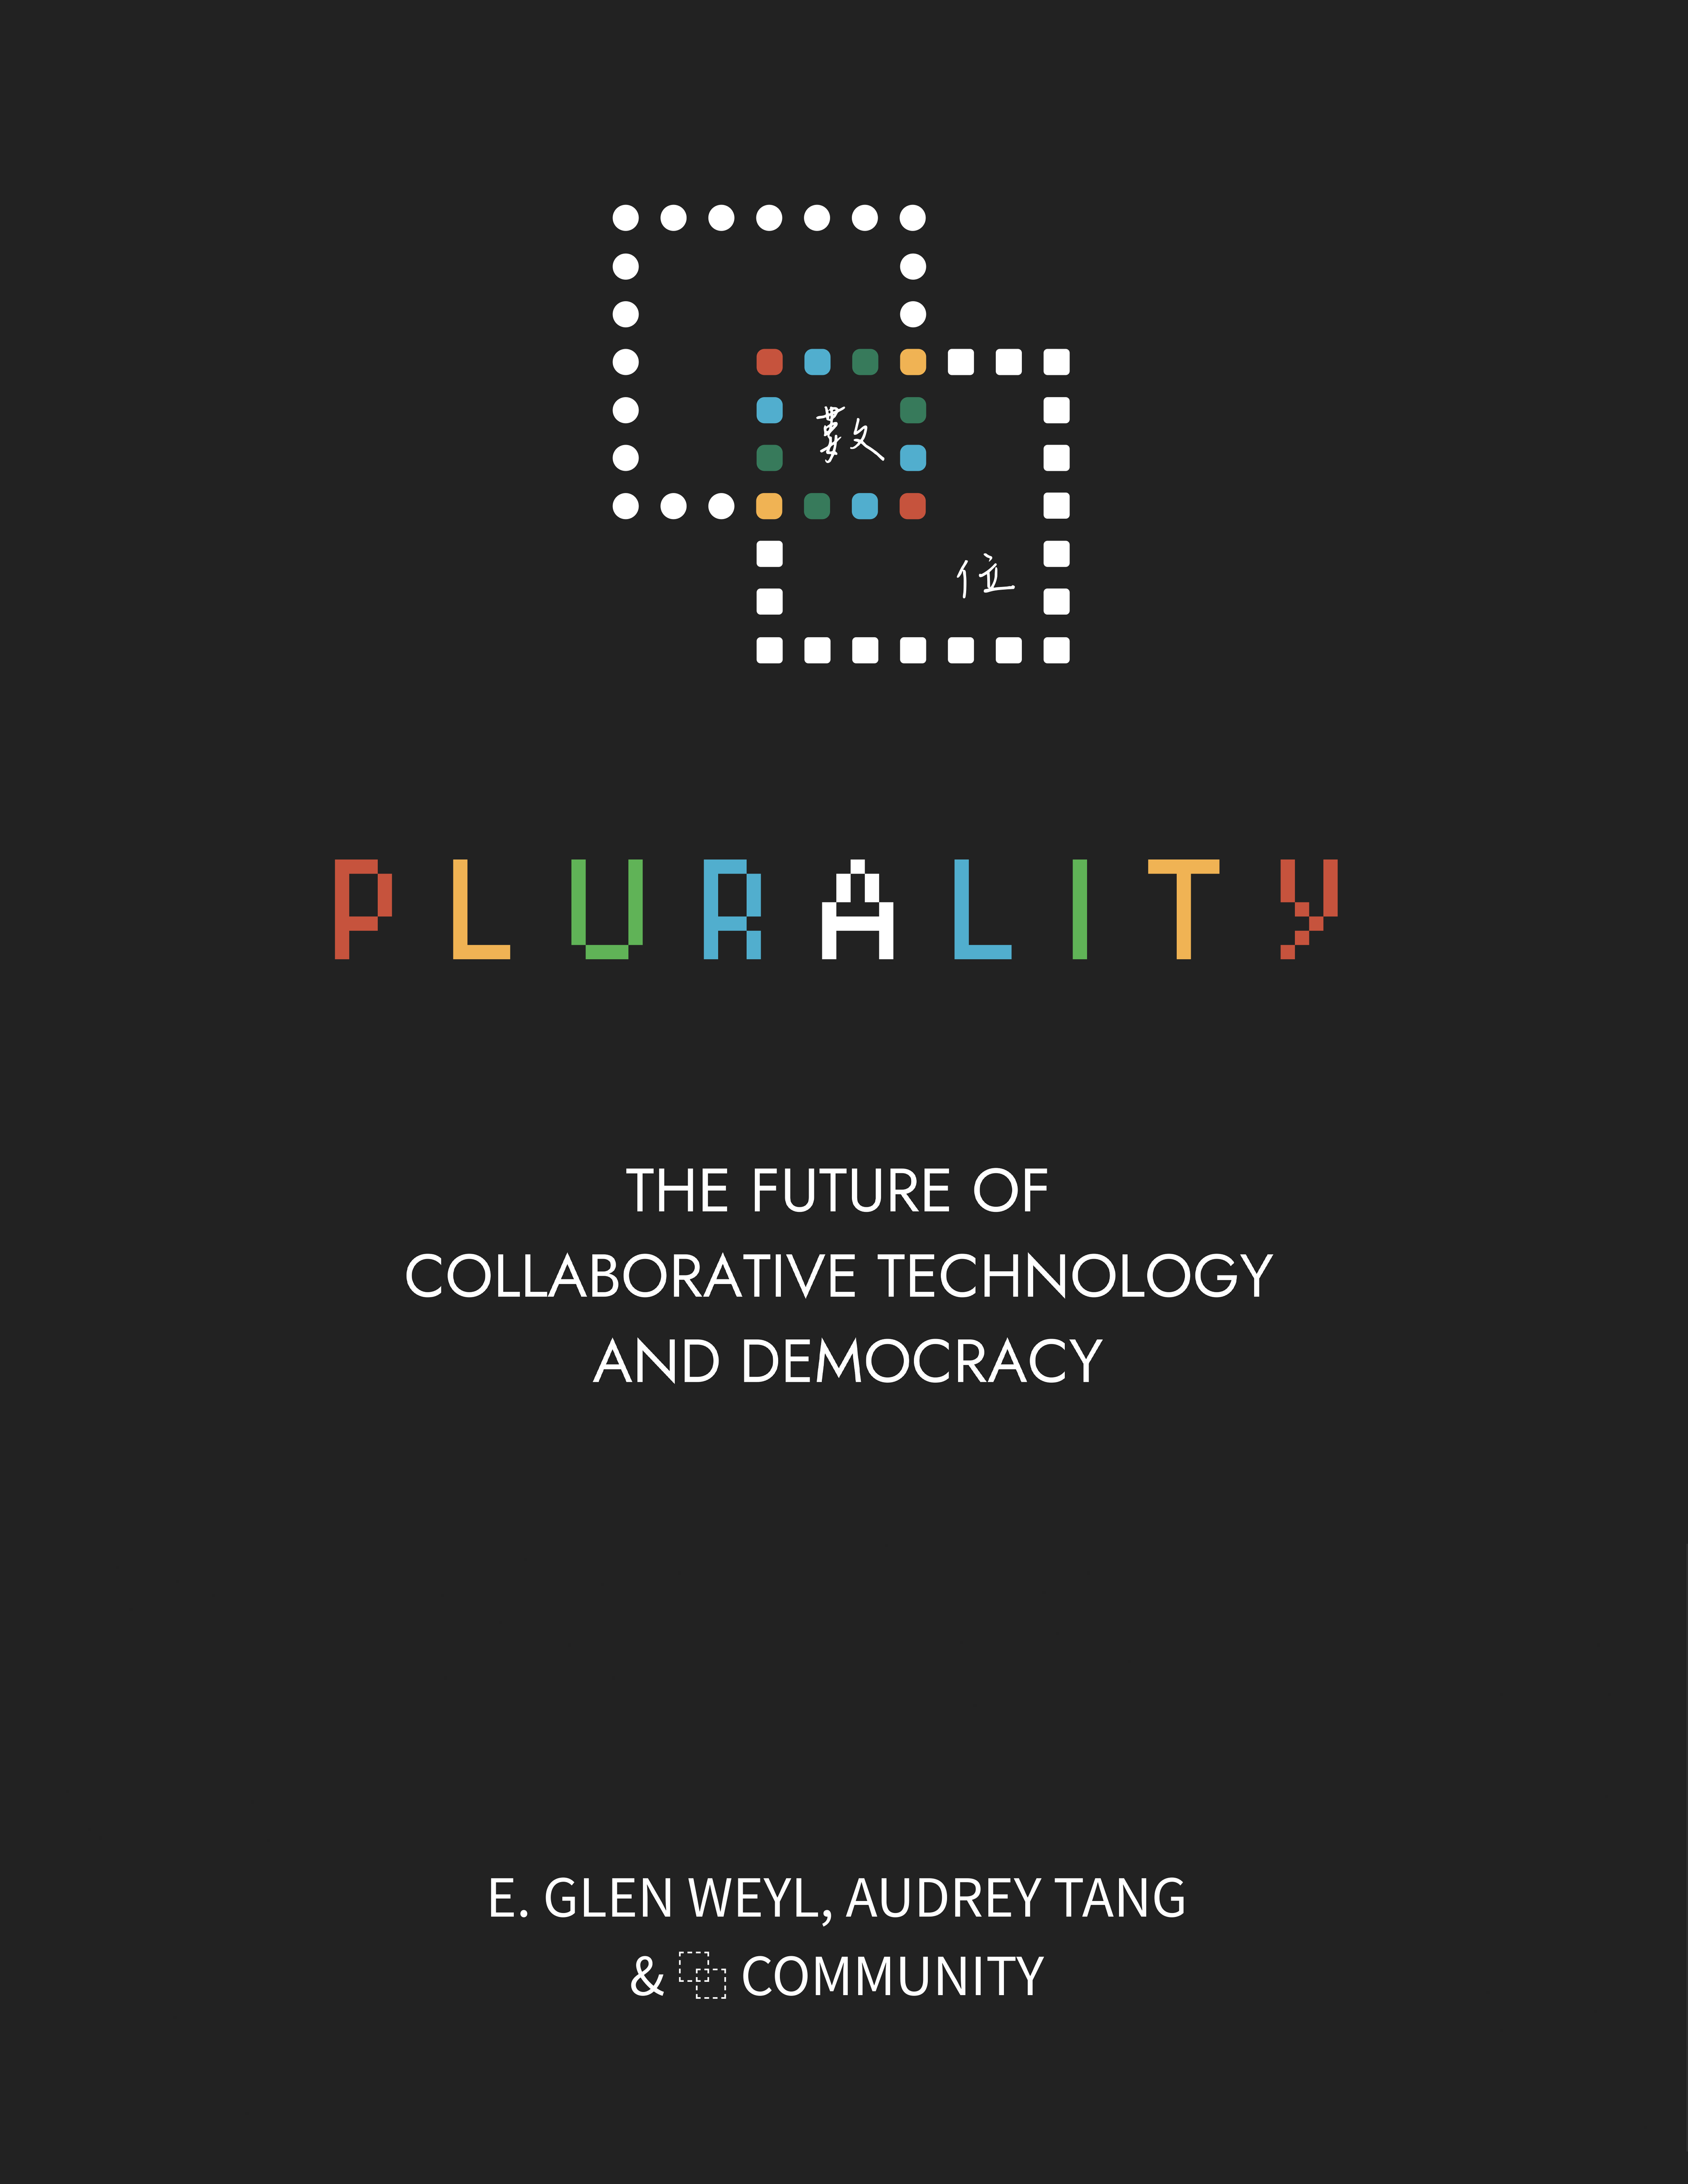 數
位
PLURALITY
THE FUTURE OF
COLLABORATIVE TECHNOLOGY
AND DEMOCRACY
E. GLEN WEYL, AUDREY TANG
& ⿻ COMMUNITY